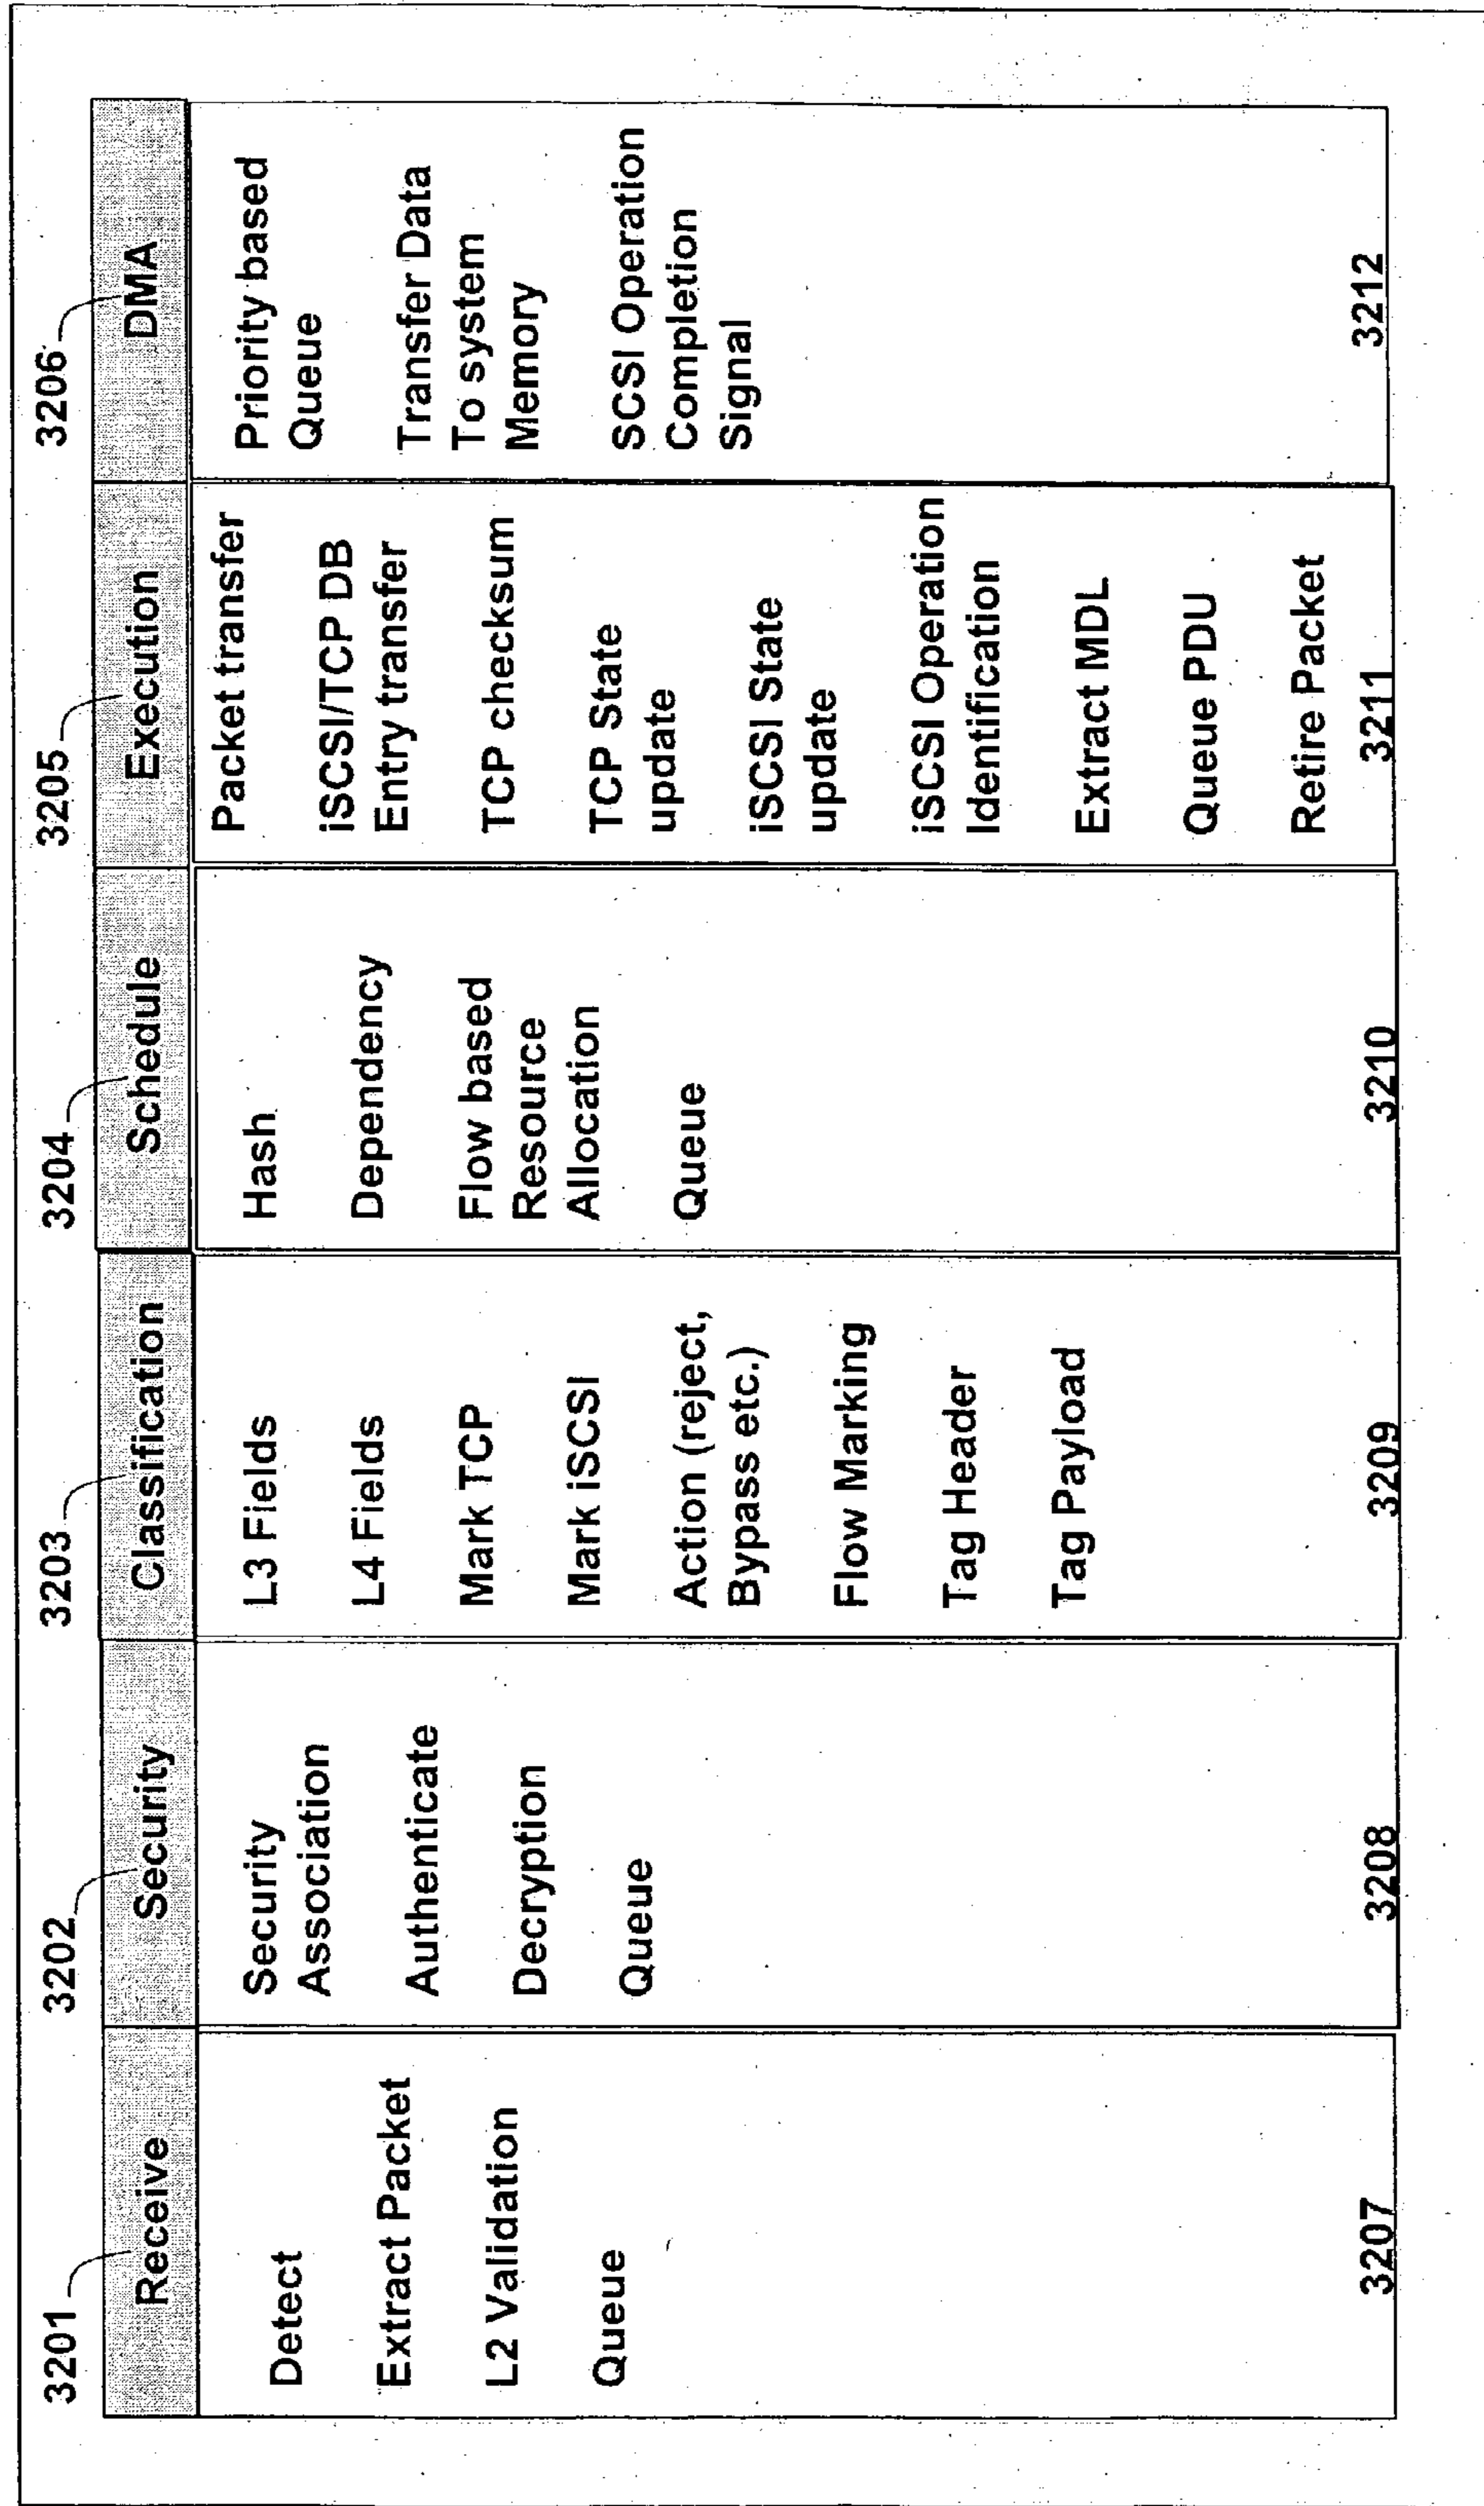 3201
Receive
Detect
Extract Packet
L2 Validation
Queue
3207
3202
Security
Security
Association
Authenticate
Decryption
Queue
3208
3203
Classification
L3 Fields
L4 Fields
Mark TCP
Mark iSCSI
Action (reject,
Bypass etc.)
Flow Marking
Tag Header
Tag Payload
3209
3204
Schedule
Hash
Dependency
Flow based
Resource
Allocation
Queue
3210
3205
Execution
Packet transfer
iSCSI/TCP DB
Entry transfer
TCP checksum
TCP State
update
iSCSI State
update
iSCSI Operation
Identification
Extract MDL
Queue PDU
Retire Packet
3211
3206
DMA
Priority based
Queue
Transfer Data
To system
Memory
SCSI Operation
Completion
Signal
3212